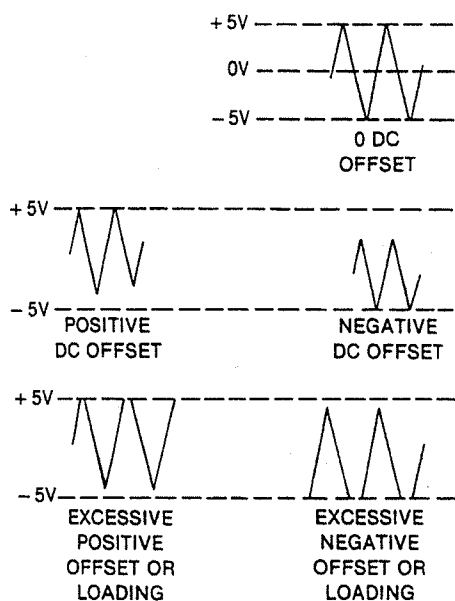 + 5V
0V
- 5V
0 DC
OFFSET
+ 5V
- 5V
POSITIVE
DC OFFSET
NEGATIVE
DC OFFSET
+ 5V
- 5V
EXCESSIVE
POSITIVE
OFFSET OR
LOADING
EXCESSIVE
NEGATIVE
OFFSET OR
LOADING